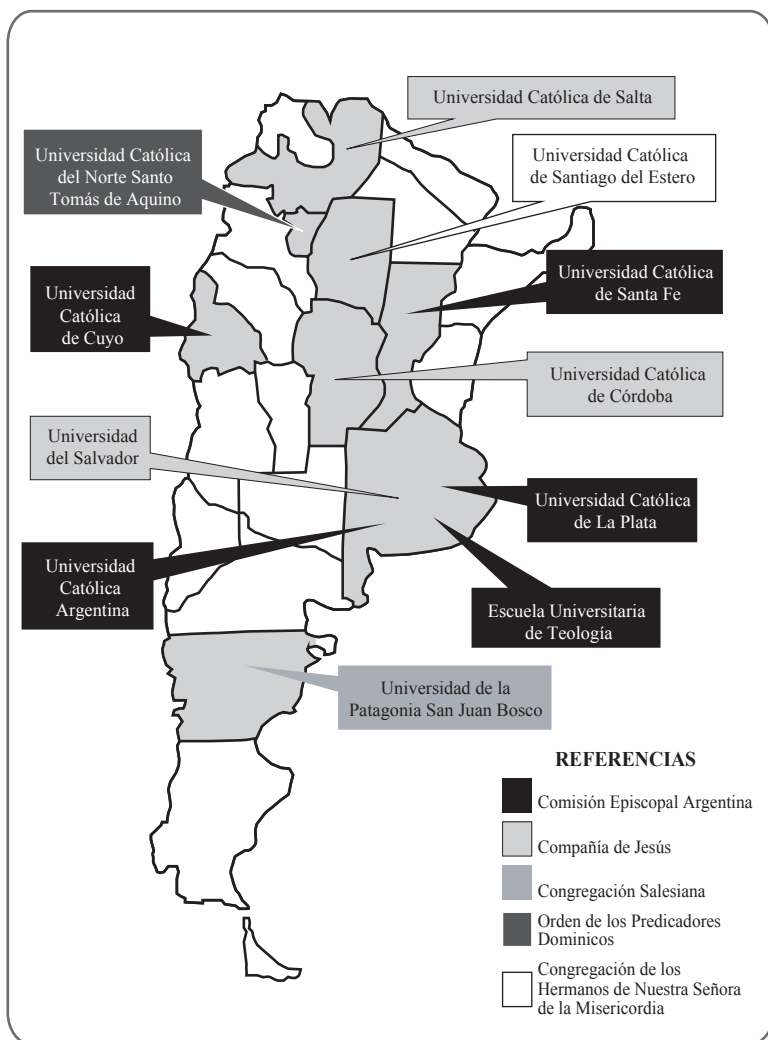 Universidad Católica de Salta
Universidad Católica
del Norte Santo
Tomás de Aquino
Universidad Católica
de Santiago del Estero
Universidad
Católica
de Cuyo
Universidad Católica
de Santa Fe
Universidad Católica
de Córdoba
Universidad
del Salvador
Universidad Católica
de La Plata
Universidad
Católica
Argentina
Escuela Universitaria
de Teología
Universidad de la
Patagonia San Juan Bosco
REFERENCIAS
Comisión Episcopal Argentina
Compañía de Jesús
Congregación Salesiana
Orden de los Predicadores
Dominicos
Congregación de los
Hermanos de Nuestra Señora
de la Misericordia